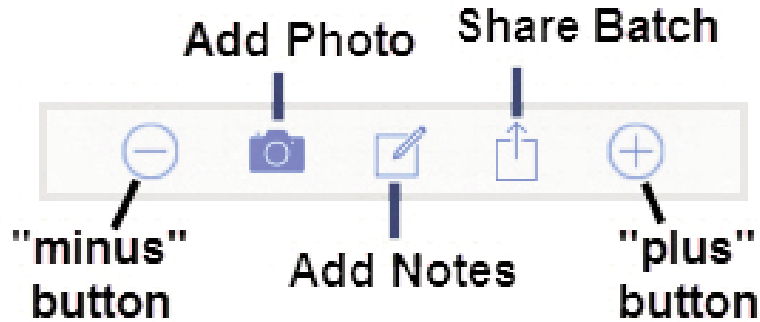 Add Photo
Share Batch
"minus"
button
Add Notes
"plus"
button